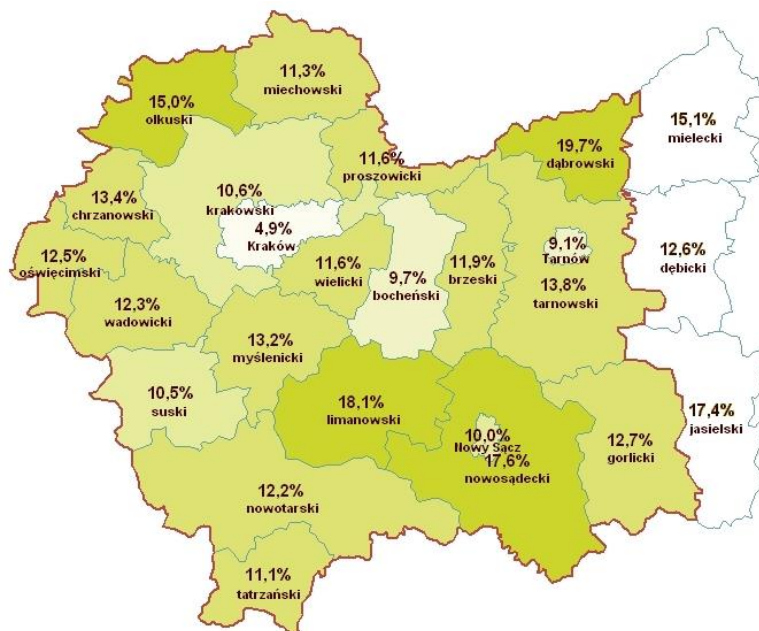 11,3%
miechowski
15,0%
olkuski
15,1%
mielecki
19,7%
dąbrowski
11,6%
proszowicki
13,4%
chrzanowski
10,6%
krakowski
4,9%
Kraków
9,1%
Tarnów
12,6%
dębicki
12,5%
oświęcimski
11,6%
wielicki
9,7%
bocheński
11,9%
brzeski
13,8%
tarnowski
12,3%
wadowicki
13,2%
myślenicki
10,5%
suski
18,1%
limanowski
10,0%
Nowy Sącz
17,6%
nowosądecki
12,7%
gorlicki
17,4%
jasielski
12,2%
nowotarski
11,1%
tatrzański